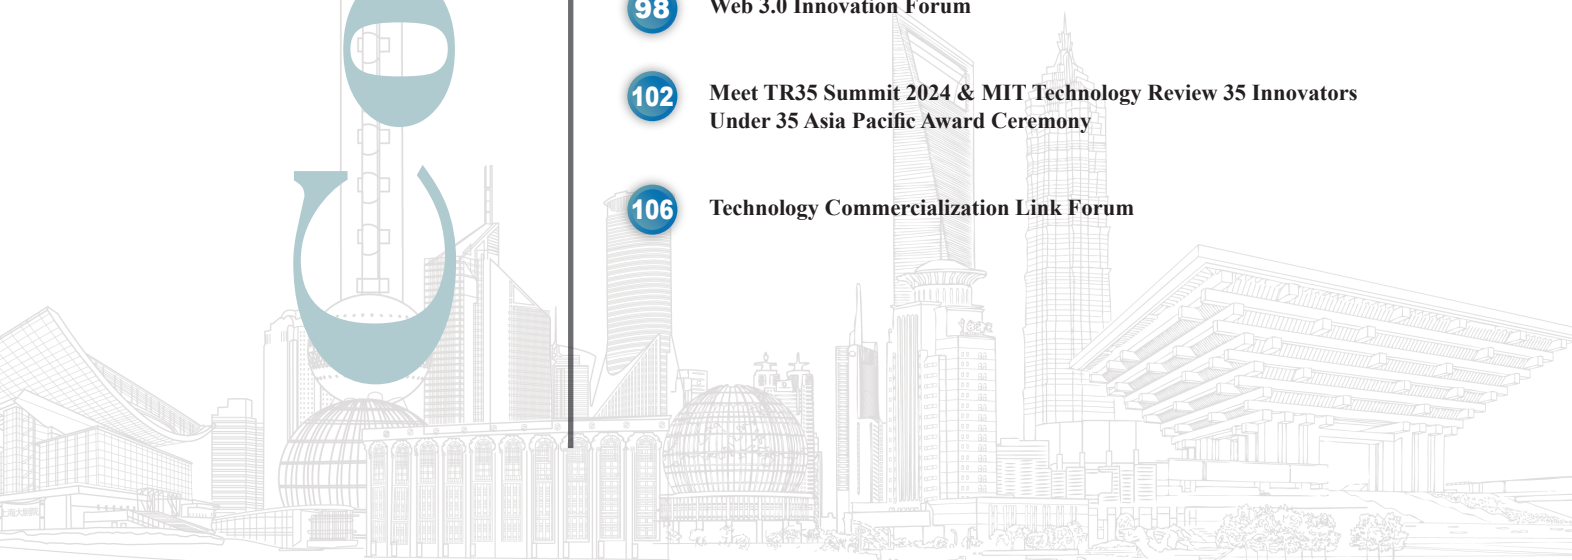 98
Web 3.0 Innovation Forum
102
Meet TR35 Summit 2024 & MIT Technology Review 35 Innovators
Under 35 Asia Pacific Award Ceremony
106
Technology Commercialization Link Forum